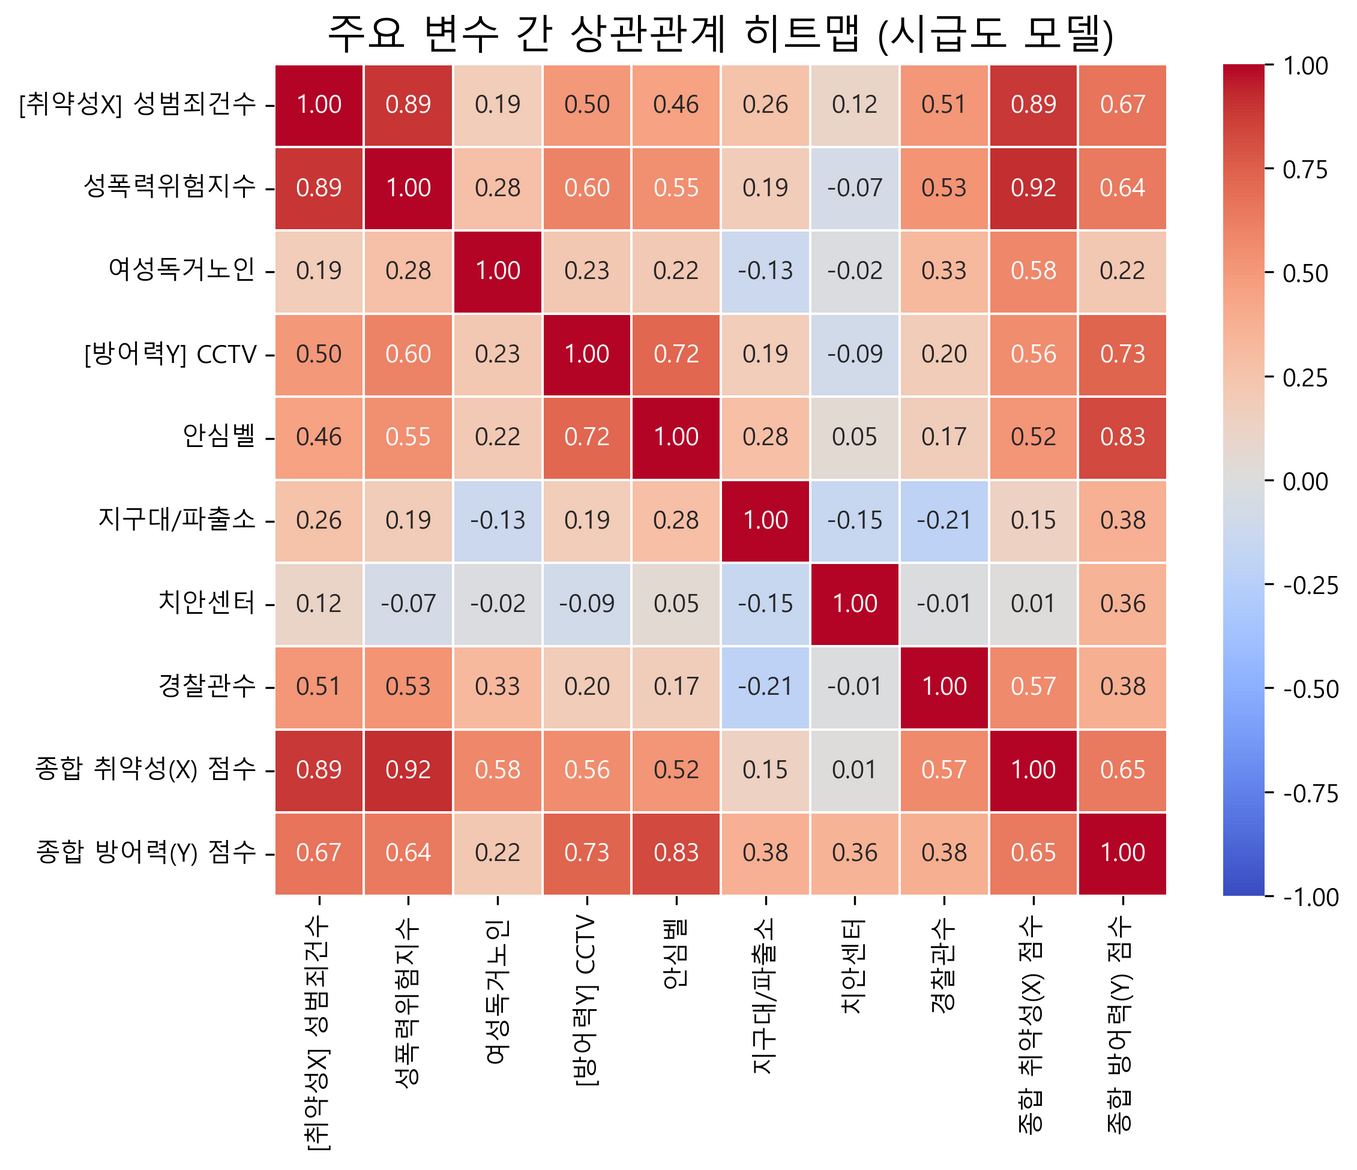 주요 변수 간 상관관계 히트맵 (시급도 모델)
[취약성X] 성범죄건수 1.00 0.89 0.19 0.50 0.46 0.26 0.12 0.51 0.89 0.67
성폭력위험지수 0.89 1.00 0.28 0.60 0.55 0.19 -0.07 0.53 0.92 0.64
여성독거노인 0.19 0.28 1.00 0.23 0.22 -0.13 -0.02 0.33 0.58 0.22
[방어력Y] CCTV 0.50 0.60 0.23 1.00 0.72 0.19 -0.09 0.20 0.56 0.73
안심벨 0.46 0.55 0.22 0.72 1.00 0.28 0.05 0.17 0.52 0.83
지구대/파출소 0.26 0.19 -0.13 0.19 0.28 1.00 -0.15 -0.21 0.15 0.38
치안센터 0.12 -0.07 -0.02 -0.09 0.05 -0.15 1.00 -0.01 0.01 0.36
경찰관수 0.51 0.53 0.33 0.20 0.17 -0.21 -0.01 1.00 0.57 0.38
종합 취약성(X) 점수 0.89 0.92 0.58 0.56 0.52 0.15 0.01 0.57 1.00 0.65
종합 방어력(Y) 점수 0.67 0.64 0.22 0.73 0.83 0.38 0.36 0.38 0.65 1.00
[취약성X] 성범죄건수
성폭력위험지수
여성독거노인
[방어력Y] CCTV
안심벨
지구대/파출소
치안센터
경찰관수
종합 취약성(X) 점수
종합 방어력(Y) 점수
1.00
0.75
0.50
0.25
0.00
-0.25
-0.50
-0.75
-1.00